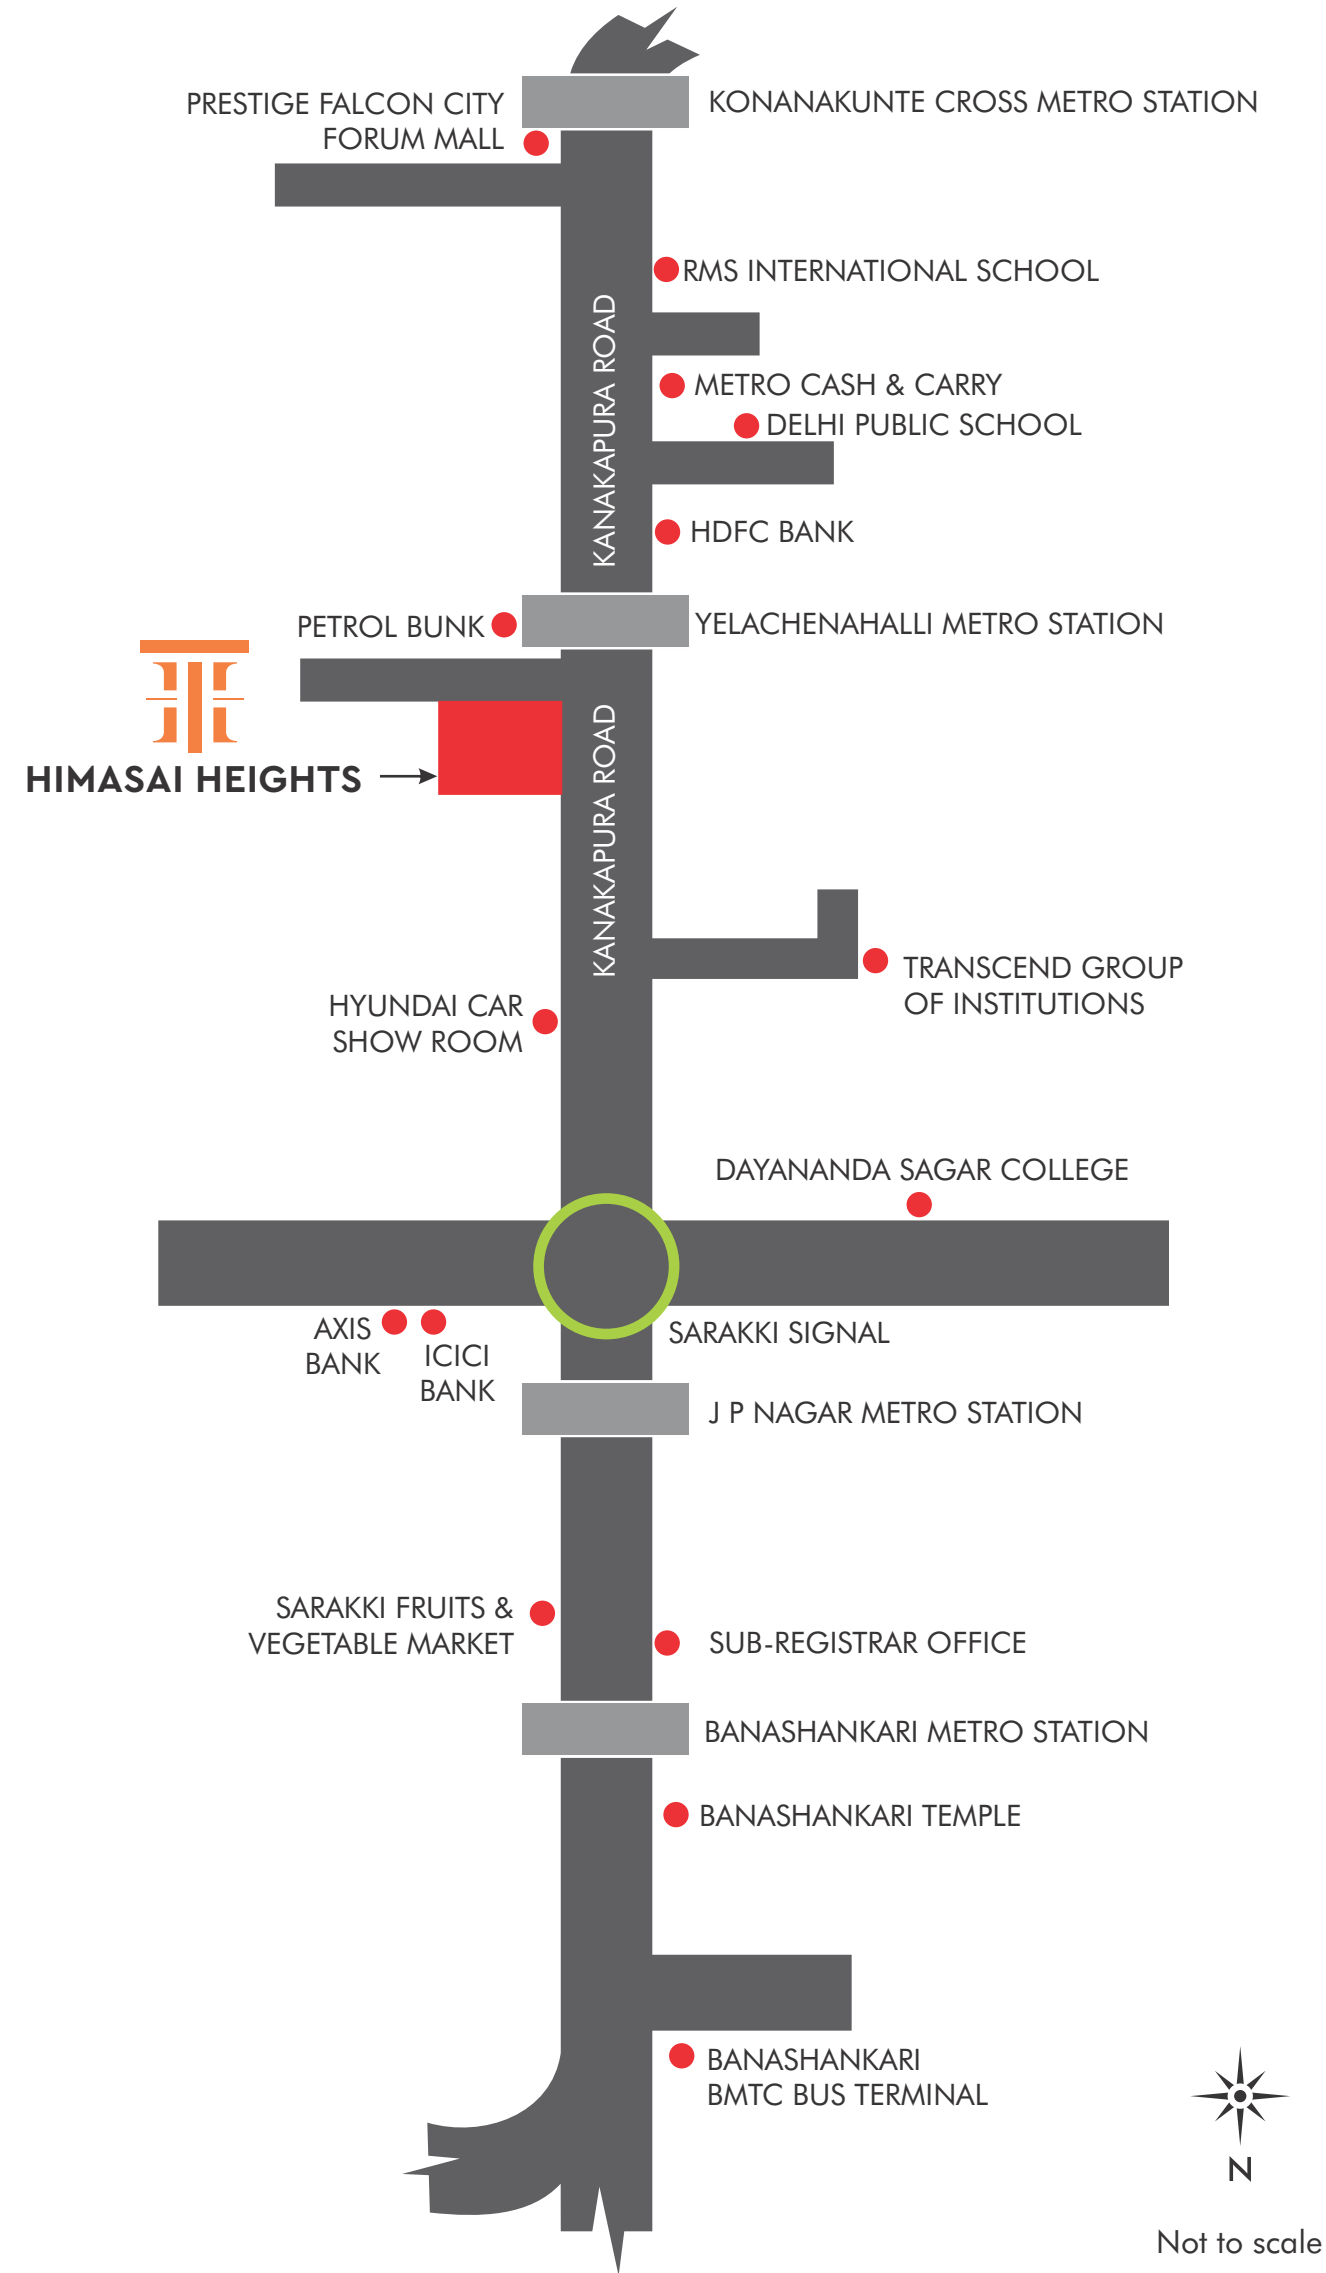 PRESTIGE FALCON CITY
FORUM MALL
KONANAKUNTE CROSS METRO STATION
RMS INTERNATIONAL SCHOOL
KANAKAPURA ROAD
METRO CASH & CARRY
DELHI PUBLIC SCHOOL
HDFC BANK
PETROL BUNK
YELACHENAHALLI METRO STATION
HIMASAI HEIGHTS
KANAKAPURA ROAD
TRANSCEND GROUP
OF INSTITUTIONS
HYUNDAI CAR
SHOW ROOM
DAYANANDA SAGAR COLLEGE
AXIS
BANK
ICICI
BANK
SARAKKI SIGNAL
J P NAGAR METRO STATION
SARAKKI FRUITS &
VEGETABLE MARKET
SUB-REGISTRAR OFFICE
BANASHANKARI METRO STATION
BANASHANKARI TEMPLE
BANASHANKARI
BMTC BUS TERMINAL
N
Not to scale